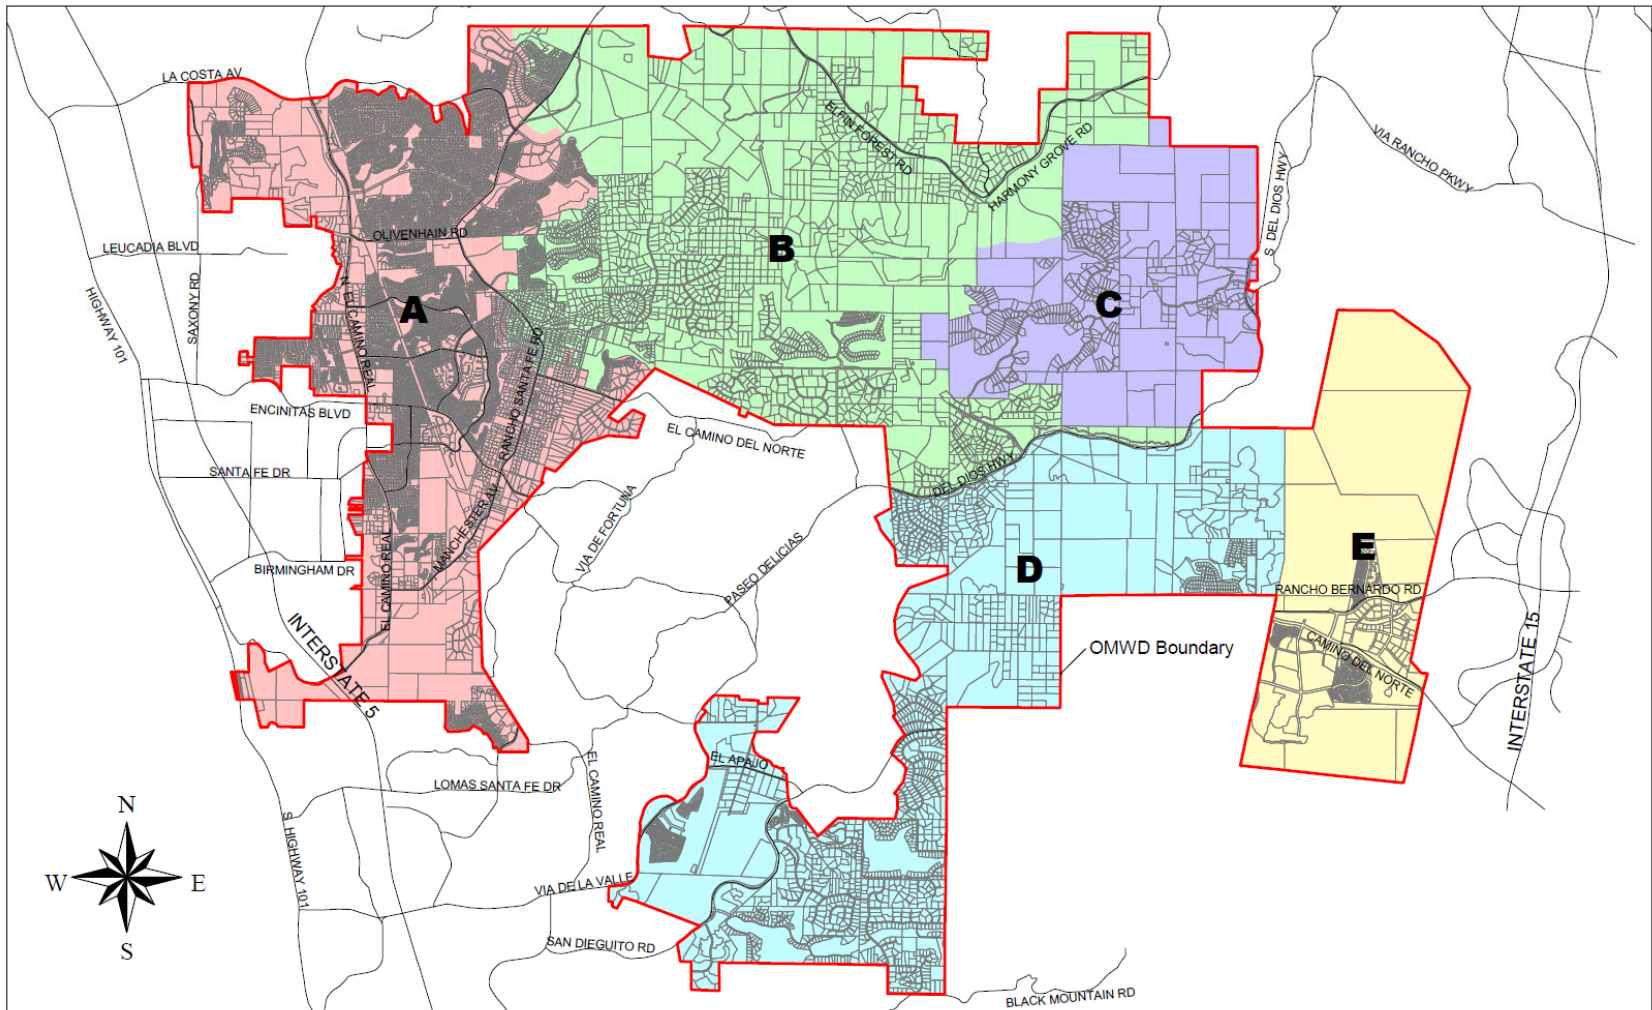 LA COSTA AV
ELFIN FOREST RD
HARMONY GROVE RD
VIA RANCHO PKWY
S. DEL DIOS HWY
OLIVENHAIN RD
LEUCADIA BLVD
B
SAXONY RD
HIGHWAY 101
N. EL CAMINO REAL
A
C
RANCHO SANTA FE RD
ENCINITAS BLVD
EL CAMINO DEL NORTE
SANTA FE DR
DEL DIOS HWY
VIA DE FORTUNA
MANCHESTER AV
PASEO DELICIAS
EL CAMINO REAL
BIRMINGHAM DR
D
E
RANCHO BERNARDO RD
INTERSTATE 5
OMWD Boundary
CAMINO DEL NORTE
INTERSTATE 15
EL APAJO
LOMAS SANTA FE DR
EL CAMINO REAL
S. HIGHWAY 101
N
W
E
S
VIA DE LA VALLE
SAN DIEGUITO RD
BLACK MOUNTAIN RD